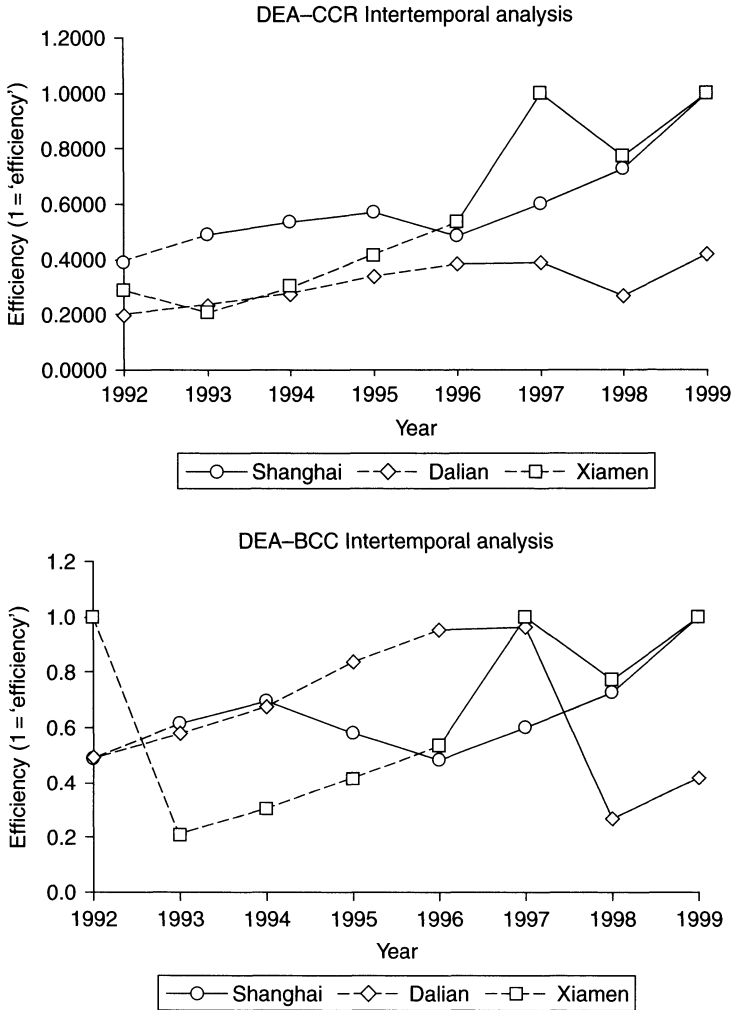 DEA–CCR Intertemporal analysis
Efficiency (1 = ‘efficiency’)
1.2000
1.0000
0.8000
0.6000
0.4000
0.2000
0.0000
1992 1993 1994 1995 1996 1997 1998 1999
Year
Shanghai Dalian Xiamen
DEA–BCC Intertemporal analysis
Efficiency (1 = ‘efficiency’)
1.2
1.0
0.8
0.6
0.4
0.2
0.0
1992 1993 1994 1995 1996 1997 1998 1999
Year
Shanghai Dalian Xiamen